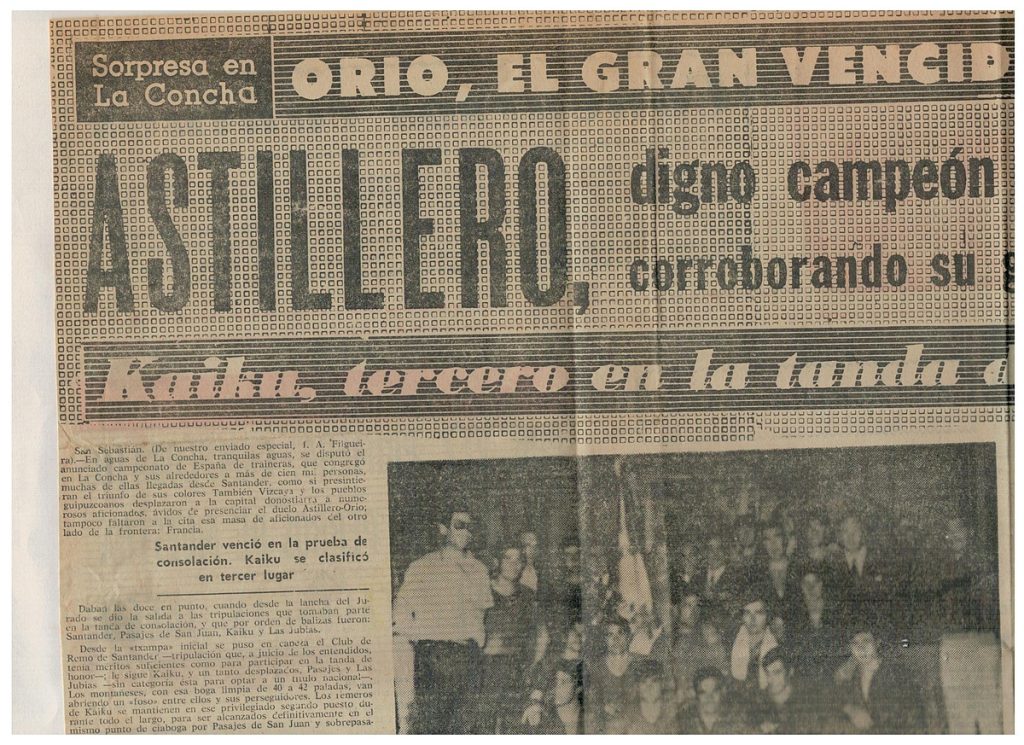 Sorpresa en
La Concha
ORIO, EL GRAN VENCID
ASTILLERO,
digno campeón
corroborando su g
Kaiku, tercero en la tanda
San Sebastián. (De nuestro enviado especial, f. A. Friguei-
ra).—En aguas de La Concha, tranquilas aguas, se disputó el
anunciado campeonato de España de traineras, que congregó
en La Concha y sus alrededores a más de cien mil personas,
muchas de ellas llegadas desde Santander, como si presintie-
ran el triunfo de sus colores También Vizcaya y los pueblos
guipuzcoanos desplazaron a la capital donostiarra a nume-
rosos aficionados, ávidos de presenciar el duelo Astillero-Orio;
tampoco faltaron a la cita esa masa de aficionados del otro
lado de la frontera: Francia.
Santander venció en la prueba de
consolación. Kaiku se clasificó
en tercer lugar
Daban las doce en punto, cuando desde la lancha del Ju-
rado se dio la salida a las tripulaciones que tomaban parte
en la tanda de consolación, y que por orden de balizas fueron:
Santander, Pasajes de San Juan, Kaiku y Las Jubias.
Desde la «txampa» inicial se puso en cabeza el Club de
Remo de Santander —tripulación que, a juicio de los entendidos,
tenía méritos suficientes como para participar en la tanda de
honor—; le sigue Kaiku, y un tanto desplazados, Pasajes y Las
Jubias —sin categoría ésta para optar a un título nacional—.
Los montañeses, con esa boga limpia de 40 a 42 paladas, van
abriendo un «foso» entre ellos y sus perseguidores. Los remeros
de Kaiku se mantienen en ese privilegiado segundo puesto du-
rante todo el largo, para ser alcanzados definitivamente en el
mismo punto de ciaboga por Pasajes de San Juan y sobrepasa-